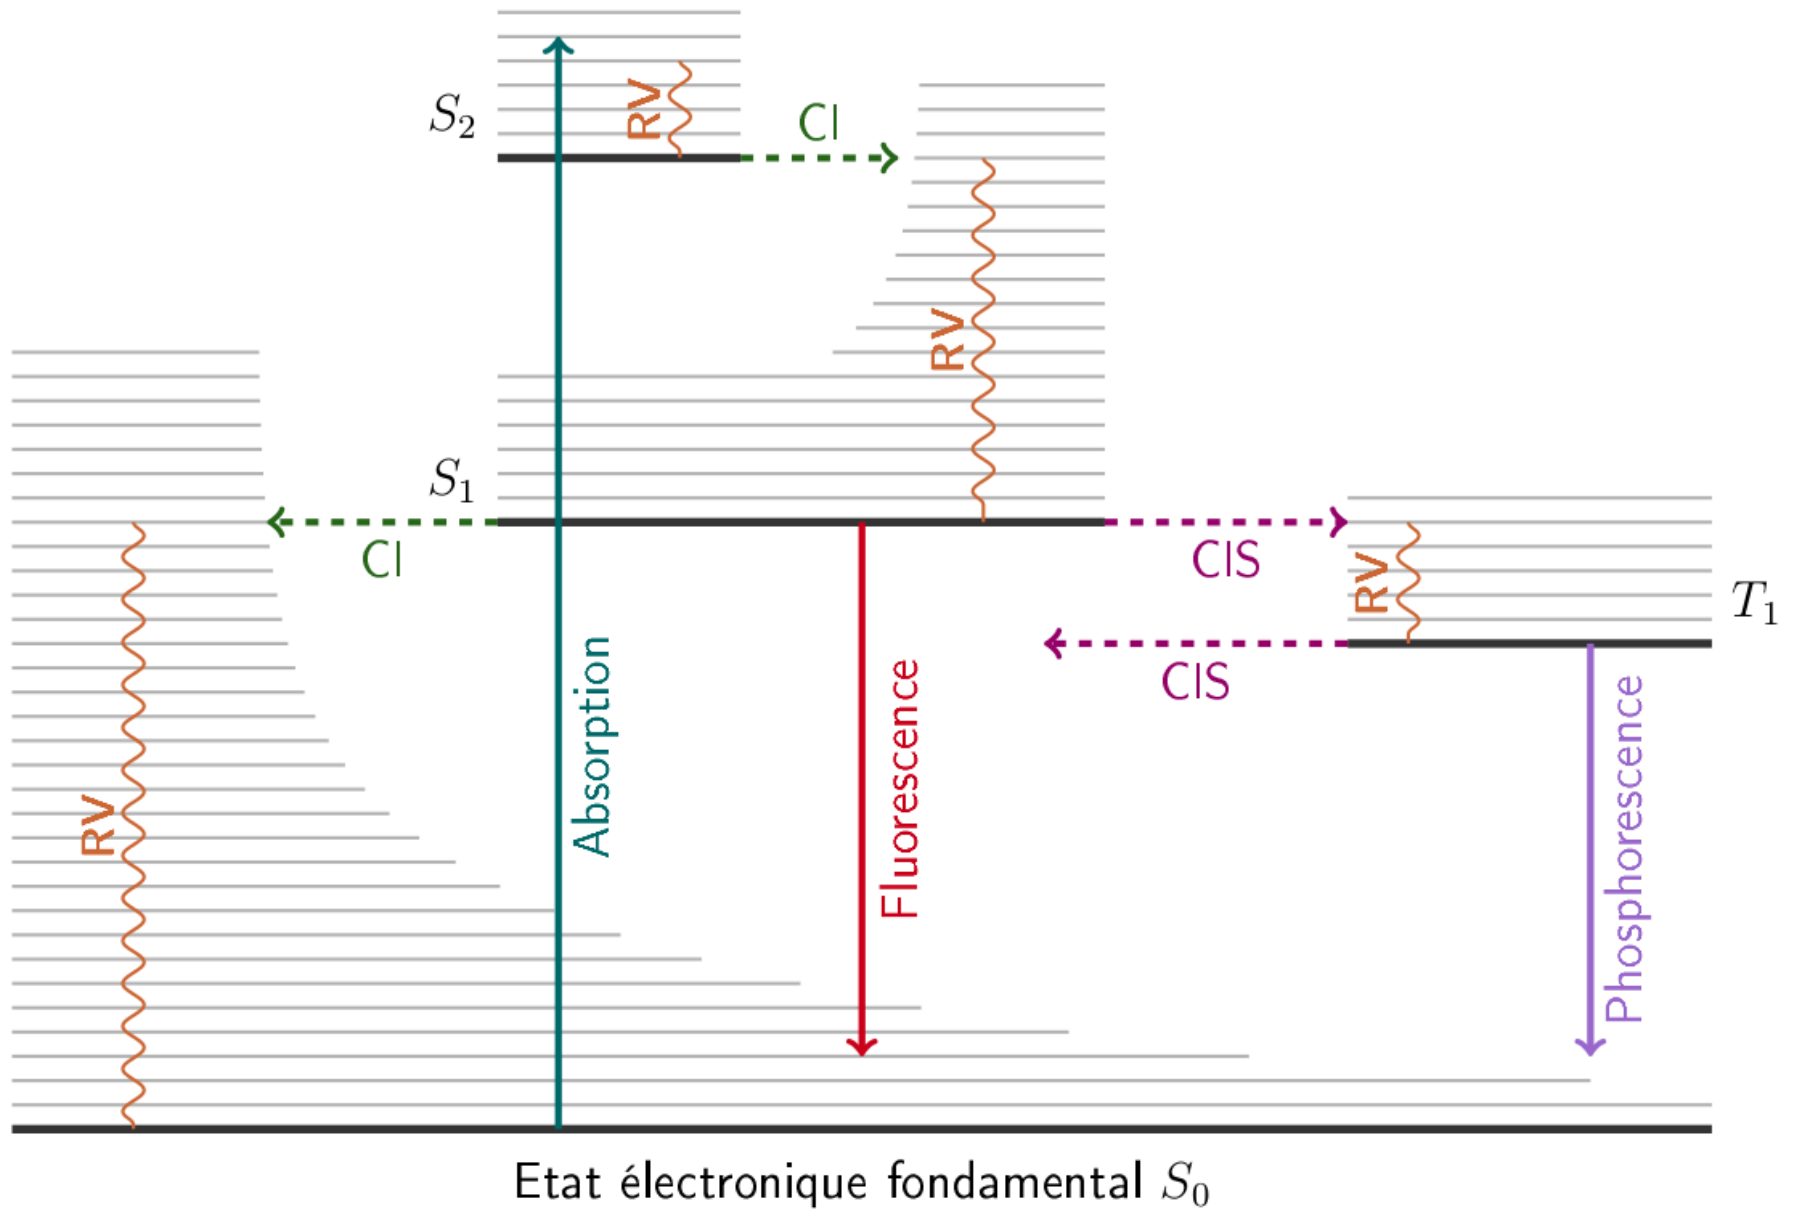 CI
RV
S₂
RV
S₁
CI
CIS
RV
T₁
CIS
Absorption
Fluorescence
Phosphorescence
RV
Etat électronique fondamental S₀